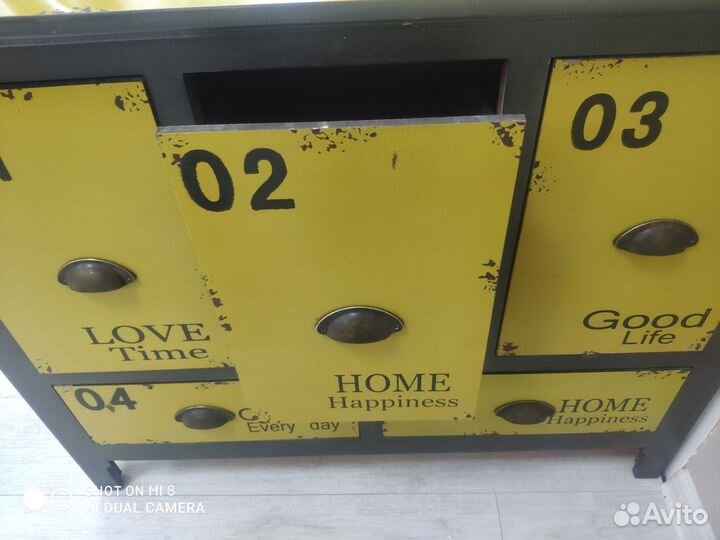 02
03
LOVE
Time
Good
Life
HOME
Happiness
04
Every day
HOME
Happiness
SHOT ON MI 8
DUAL CAMERA
Avito